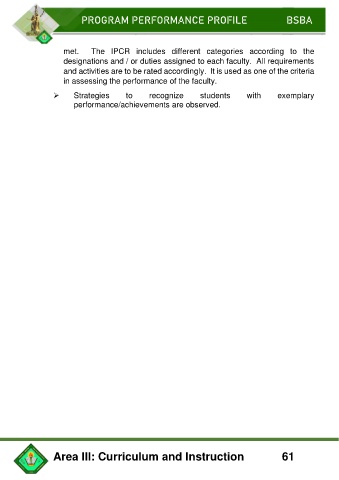 PROGRAM PERFORMANCE PROFILE BSBA
met. The IPCR includes different categories according to the
designations and / or duties assigned to each faculty. All requirements
and activities are to be rated accordingly. It is used as one of the criteria
in assessing the performance of the faculty.
➢ Strategies to recognize students with exemplary
performance/achievements are observed.
Area III: Curriculum and Instruction 61